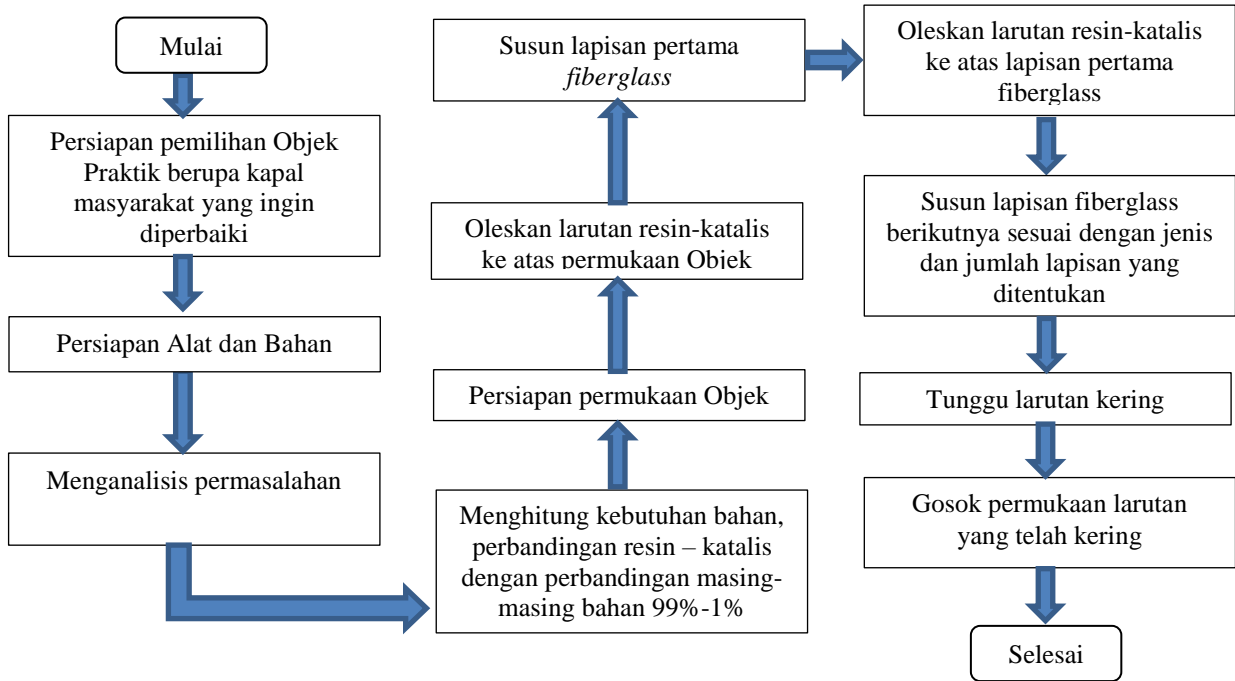 Mulai
Persiapan pemilihan Objek
Praktik berupa kapal
masyarakat yang ingin
diperbaiki
Persiapan Alat dan Bahan
Menganalisis permasalahan
Menghitung kebutuhan bahan,
perbandingan resin – katalis
dengan perbandingan masing-
masing bahan 99%-1%
Persiapan permukaan Objek
Oleskan larutan resin-katalis
ke atas permukaan Objek
Susun lapisan pertama
fiberglass
Oleskan larutan resin-katalis
ke atas lapisan pertama
fiberglass
Susun lapisan fiberglass
berikutnya sesuai dengan jenis
dan jumlah lapisan yang
ditentukan
Tunggu larutan kering
Gosok permukaan larutan
yang telah kering
Selesai